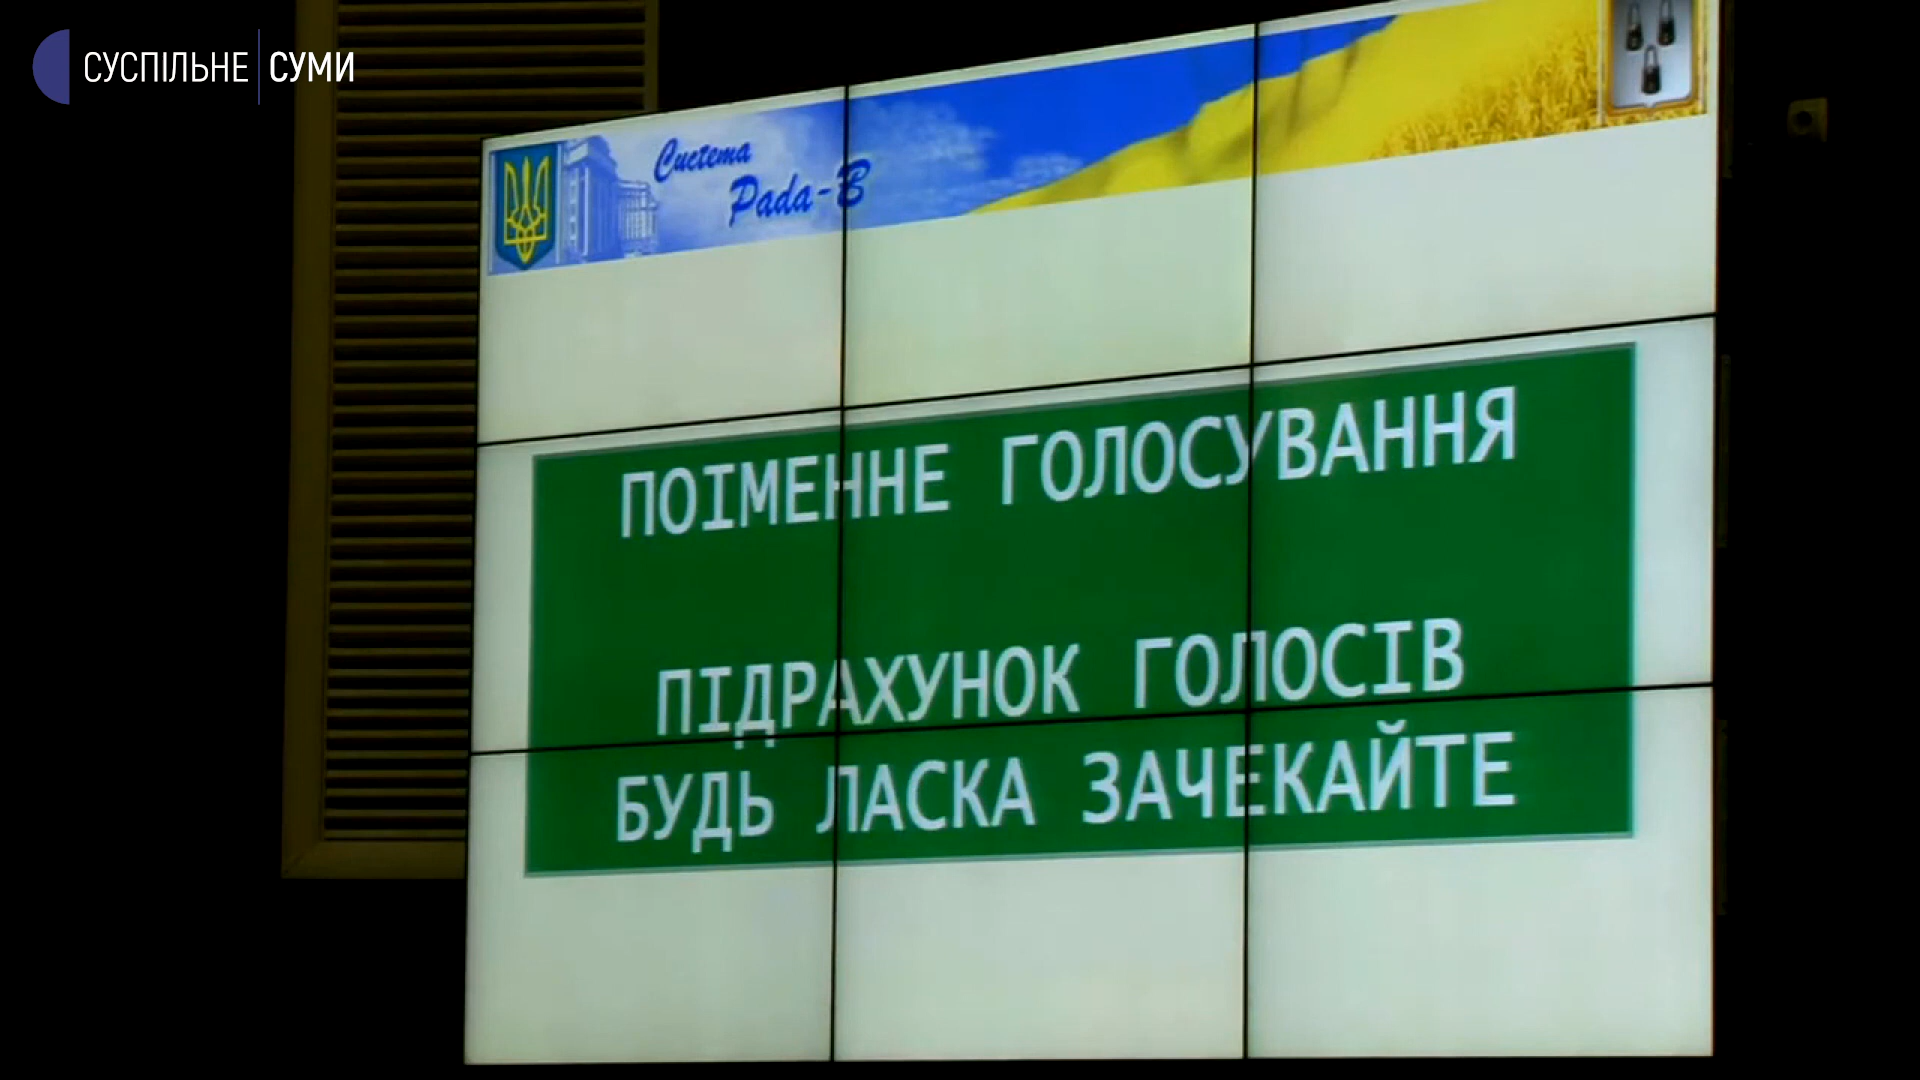 СУСПІЛЬНЕ СУМИ
Система
Рада-В
ПОІМЕННЕ ГОЛОСУВАННЯ
ПІДРАХУНОК ГОЛОСІВ
БУДЬ ЛАСКА ЗАЧЕКАЙТЕ